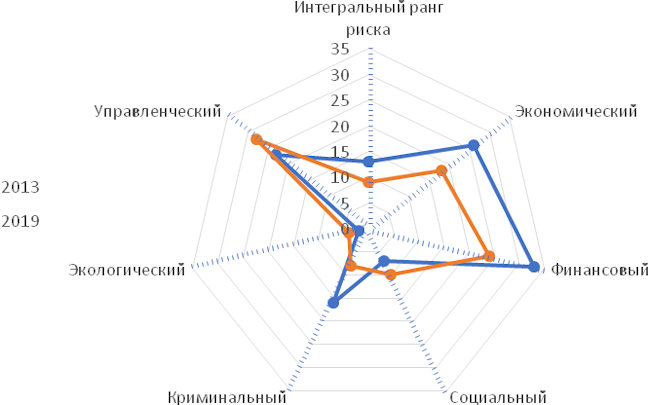 Интегральный ранг
риска
35
30
25
20
15
10
5
0
Управленческий
Экономический
2013
2019
Экологический
Финансовый
Криминальный
Социальный